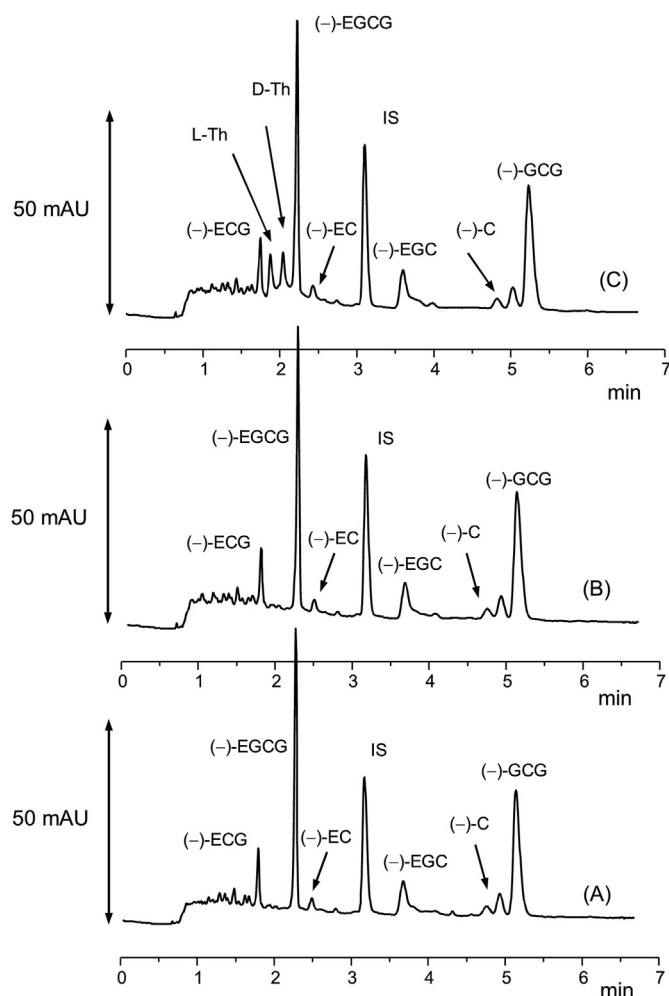 (−)-EGCG
D-Th
IS
L-Th
(−)-GCG
50 mAU
(−)-ECG
(−)-EC
(−)-C
(−)-EGC
(C)
0 1 2 3 4 5 6 7
min
(−)-EGCG
IS
(−)-GCG
50 mAU
(−)-EC
(−)-C
(−)-ECG
(−)-EGC
(B)
0 1 2 3 4 5 6 7
min
(−)-EGCG
IS
(−)-GCG
50 mAU
(−)-C
(−)-ECG
(−)-EC
(−)-EGC
(A)
0 1 2 3 4 5 6 7
min